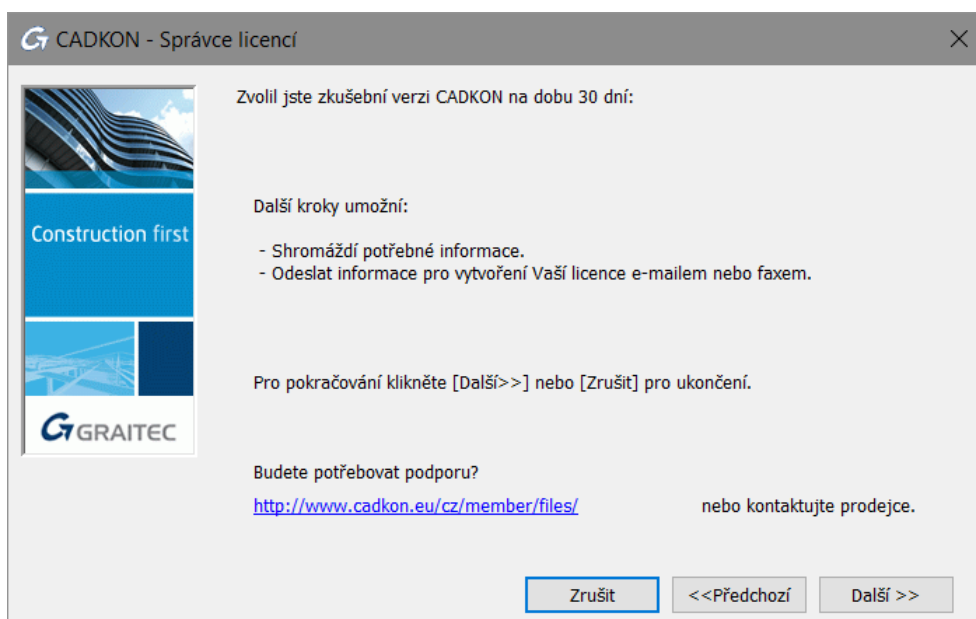 CADKON - Správce licencí
Zvolil jste zkušební verzi CADKON na dobu 30 dní:
Další kroky umožní:
- Shromáždí potřebné informace.
- Odeslat informace pro vytvoření Vaší licence e-mailem nebo faxem.
Construction first
Pro pokračování klikněte [Další>>] nebo [Zrušit] pro ukončení.
GRAITEC
Budete potřebovat podporu?
http://www.cadkon.eu/cz/member/files/ nebo kontaktujte prodejce.
Zrušit <<Předchozí Další >>